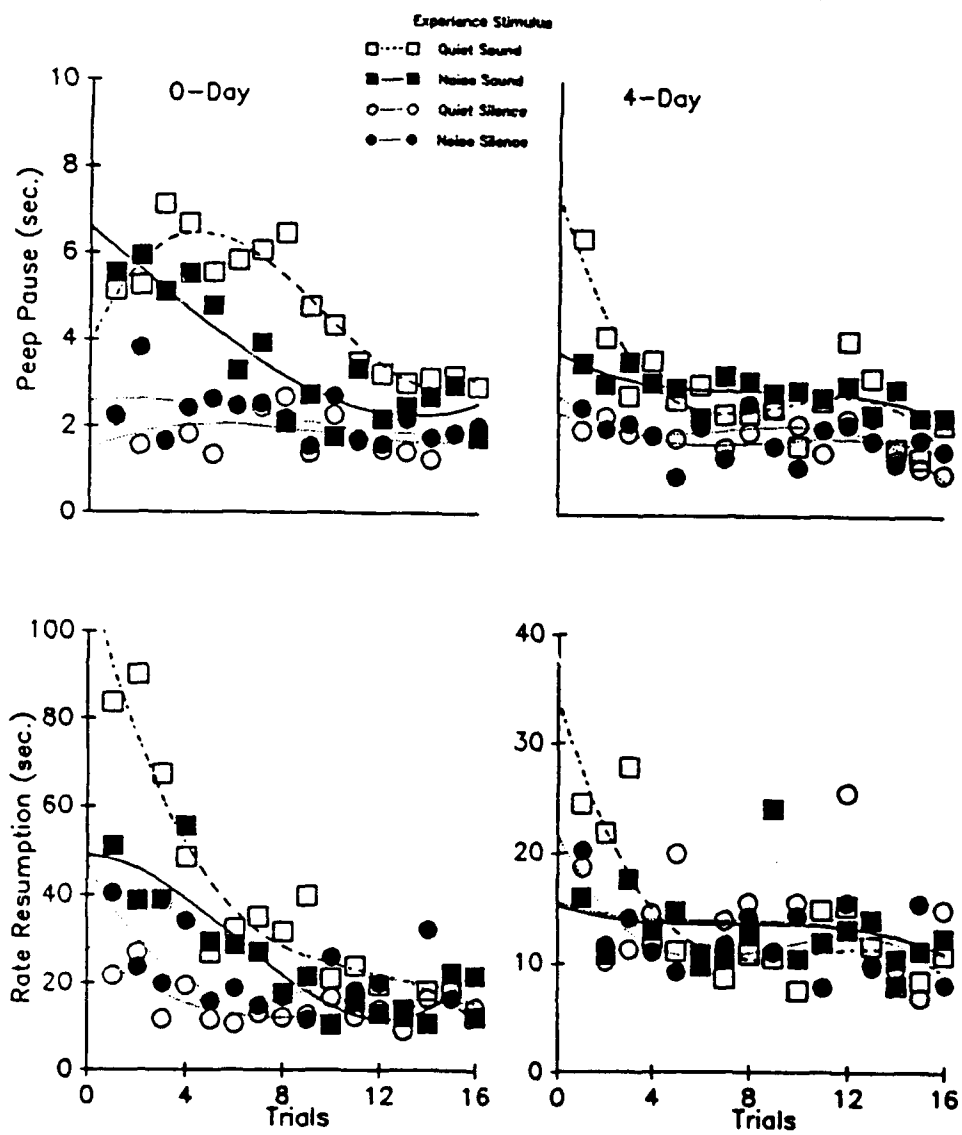 Experience Stimulus
Quiet Sound
Noise Sound
Quiet Silence
Noise Silence
0-Day
4-Day
10
8
6
4
2
0
Peep Pause (sec.)
100
80
60
40
20
0
Rate Resumption (sec.)
0 4 8 12 16
Trials
40
30
20
10
0
0 4 8 12 16
Trials